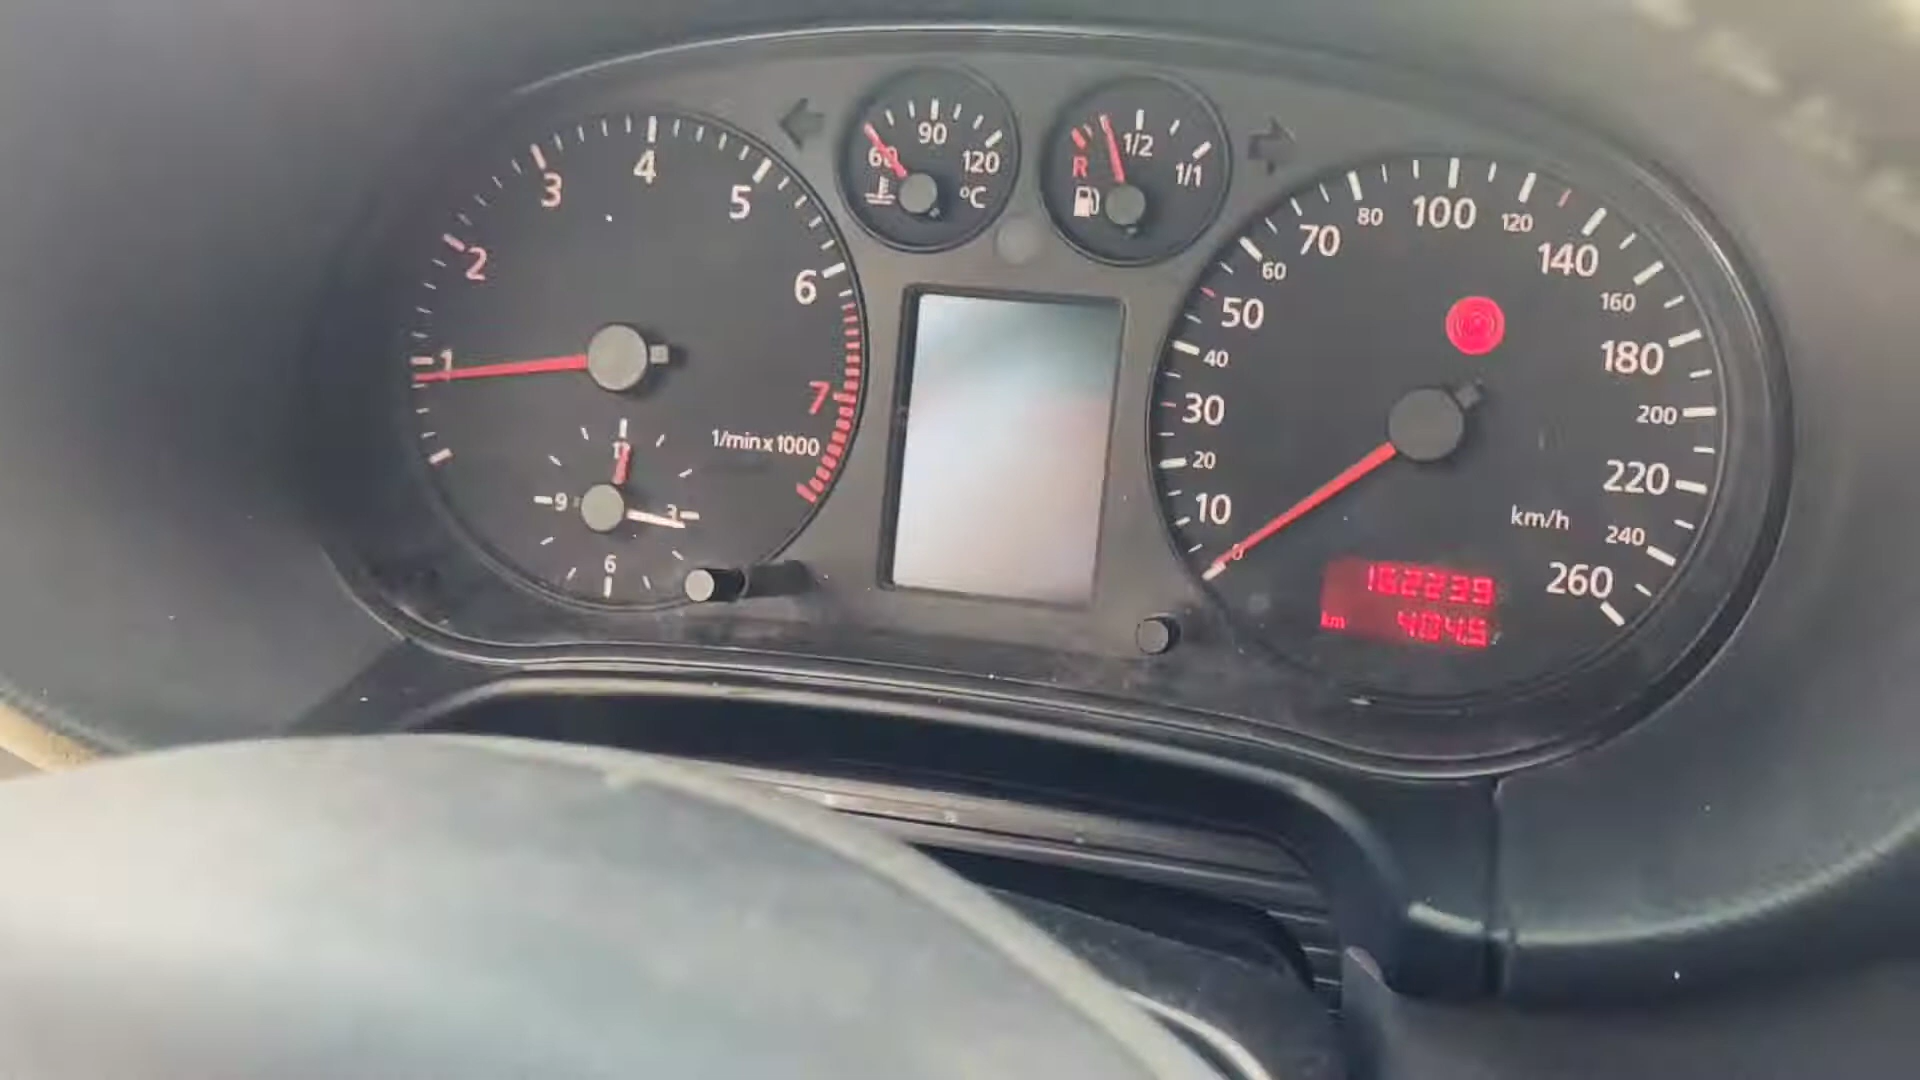 1 2 3 4 5 6 7
1/min x 1000
9 3 6
60 90 120
°C
R 1/2 1/1
0 10 20 30 40 50 60 70 80 100 120 140 160 180 200 220 240 260
km/h
162239
km 404.5